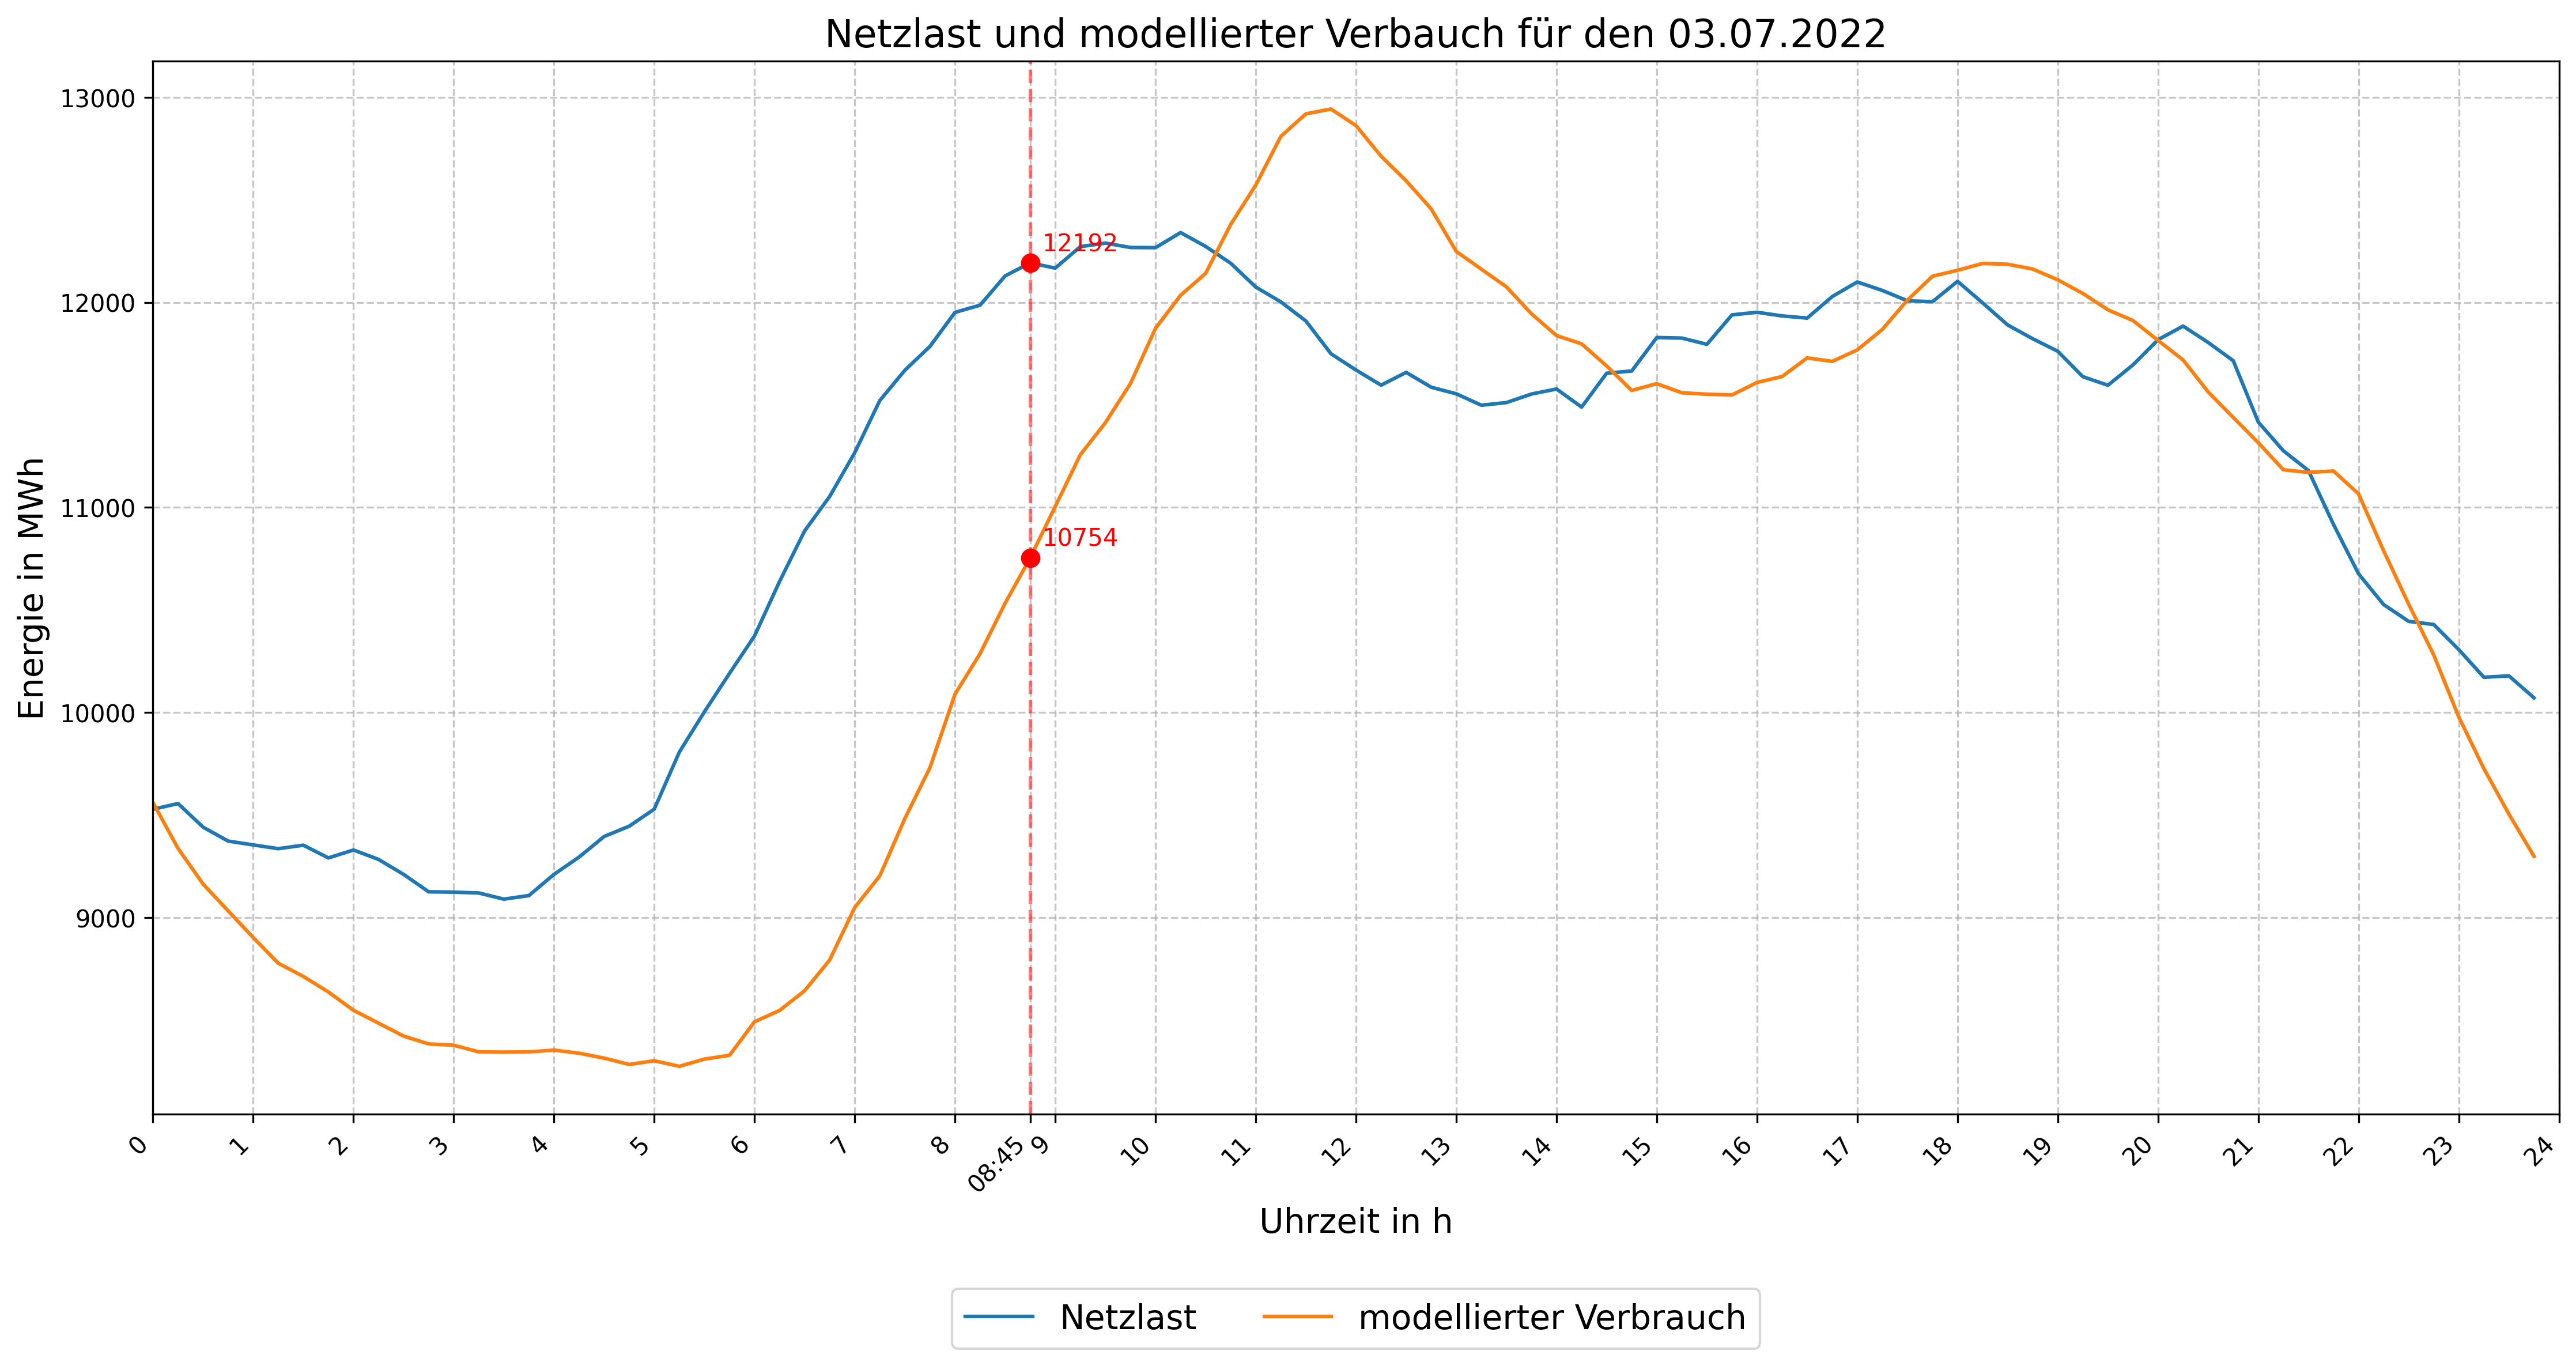 Netzlast und modellierter Verbauch für den 03.07.2022
Energie in MWh
13000
12000
11000
10000
9000
12192
10754
0 1 2 3 4 5 6 7 8 08:45 9 10 11 12 13 14 15 16 17 18 19 20 21 22 23 24
Uhrzeit in h
Netzlast modellierter Verbrauch